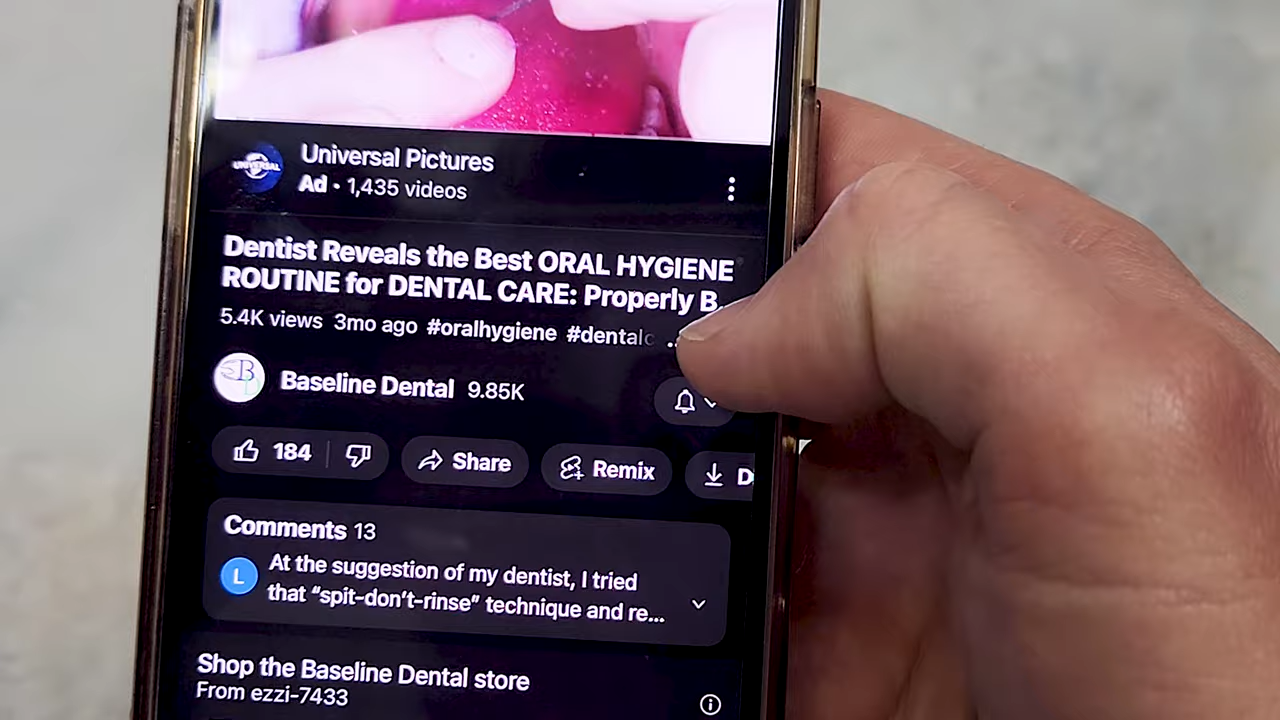 UNIVERSAL
Universal Pictures
Ad • 1,435 videos
Dentist Reveals the Best ORAL HYGIENE
ROUTINE for DENTAL CARE: Properly B..
5.4K views 3mo ago #oralhygiene #dentalc ...
B
Baseline Dental 9.85K
184 Share Remix D
Comments 13
L
At the suggestion of my dentist, I tried
that “spit-don’t-rinse” technique and re...
Shop the Baseline Dental store
From ezzi-7433